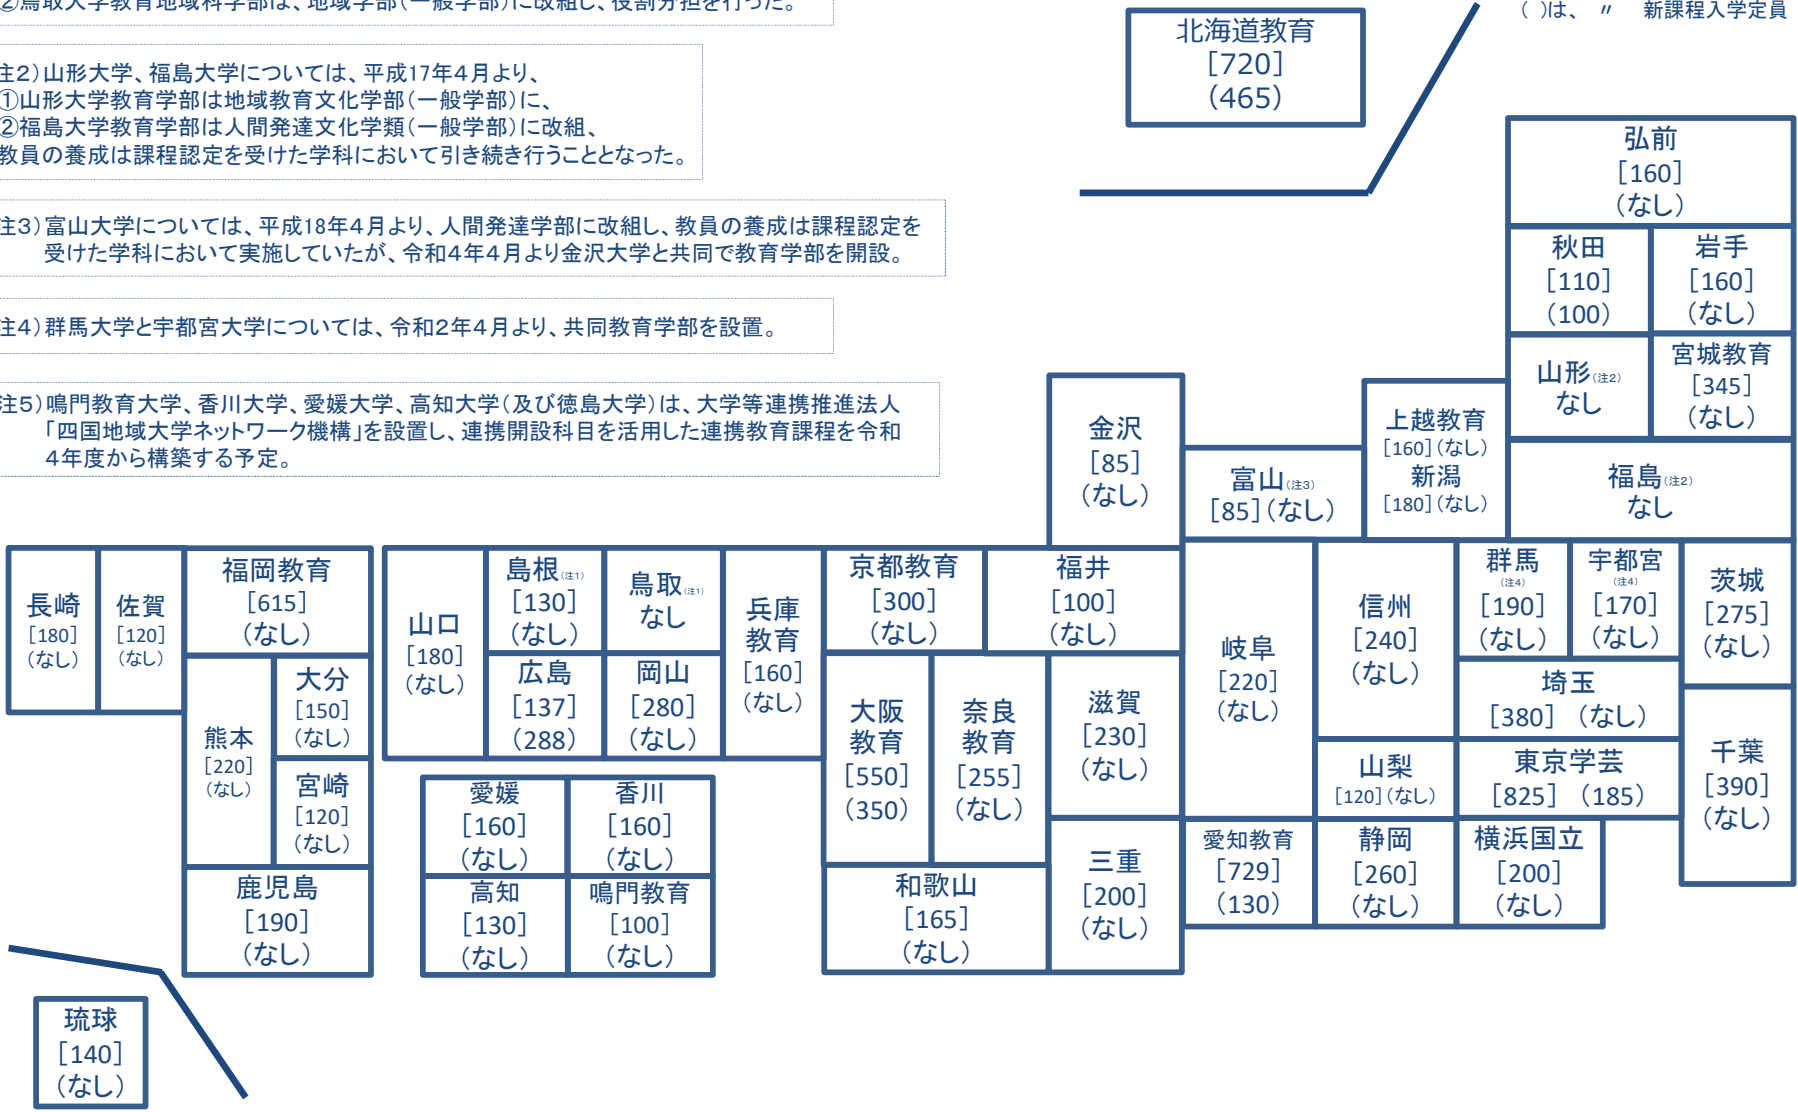 ②鳥取大学教育地域科学部は、地域学部(一般学部)に改組し、役割分担を行った。
注2)山形大学、福島大学については、平成17年4月より、
①山形大学教育学部は地域教育文化学部(一般学部)に、
②福島大学教育学部は人間発達文化学類(一般学部)に改組、
教員の養成は課程認定を受けた学科において引き続き行うこととなった。
注3)富山大学については、平成18年4月より、人間発達学部に改組し、教員の養成は課程認定を
受けた学科において実施していたが、令和4年4月より金沢大学と共同で教育学部を開設。
注4)群馬大学と宇都宮大学については、令和2年4月より、共同教育学部を設置。
注5)鳴門教育大学、香川大学、愛媛大学、高知大学(及び徳島大学)は、大学等連携推進法人
「四国地域大学ネットワーク機構」を設置し、連携開設科目を活用した連携教育課程を令和
4年度から構築する予定。
( )は、 〃 新課程入学定員
北海道教育
[720]
(465)
弘前
[160]
(なし)
秋田
[110]
(100)
岩手
[160]
(なし)
山形(注2)
なし
宮城教育
[345]
(なし)
福島(注2)
なし
上越教育
[160](なし)
新潟
[180](なし)
金沢
[85]
(なし)
富山(注3)
[85](なし)
長崎
[180]
(なし)
佐賀
[120]
(なし)
福岡教育
[615]
(なし)
熊本
[220]
(なし)
大分
[150]
(なし)
宮崎
[120]
(なし)
鹿児島
[190]
(なし)
琉球
[140]
(なし)
山口
[180]
(なし)
島根(注1)
[130]
(なし)
鳥取(注1)
なし
広島
[137]
(288)
岡山
[280]
(なし)
兵庫
教育
[160]
(なし)
愛媛
[160]
(なし)
香川
[160]
(なし)
高知
[130]
(なし)
鳴門教育
[100]
(なし)
京都教育
[300]
(なし)
福井
[100]
(なし)
大阪
教育
[550]
(350)
奈良
教育
[255]
(なし)
滋賀
[230]
(なし)
和歌山
[165]
(なし)
三重
[200]
(なし)
岐阜
[220]
(なし)
信州
[240]
(なし)
群馬
(注4)
[190]
(なし)
宇都宮
(注4)
[170]
(なし)
茨城
[275]
(なし)
埼玉
[380] (なし)
山梨
[120](なし)
東京学芸
[825] (185)
千葉
[390]
(なし)
愛知教育
[729]
(130)
静岡
[260]
(なし)
横浜国立
[200]
(なし)